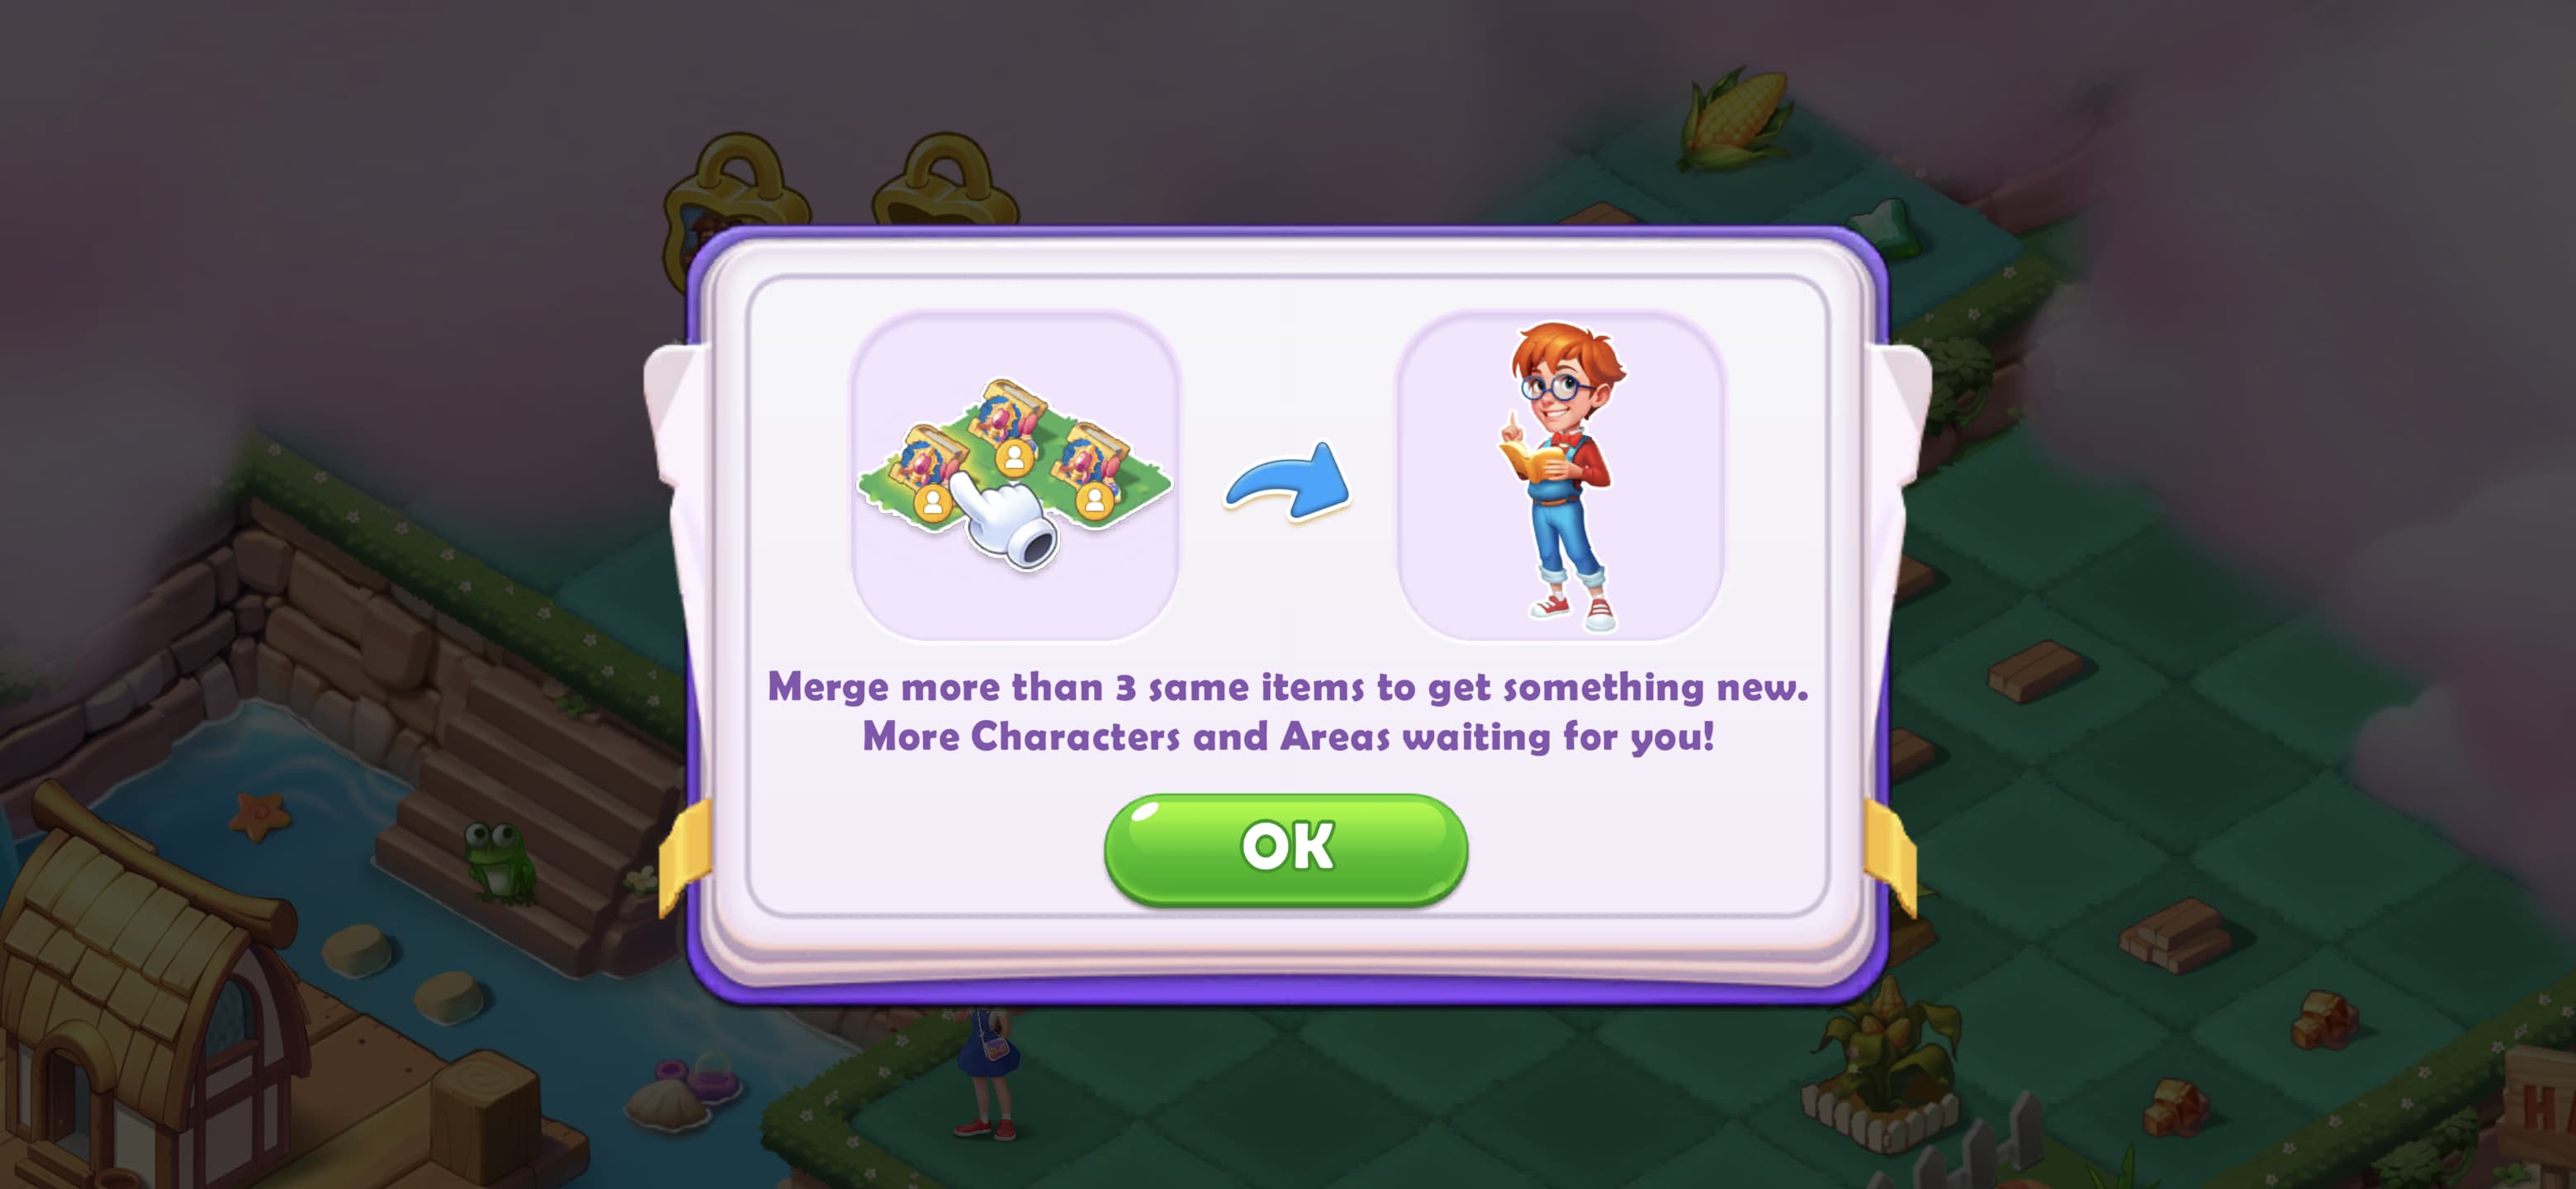 Merge more than 3 same items to get something new.
More Characters and Areas waiting for you!
OK
H